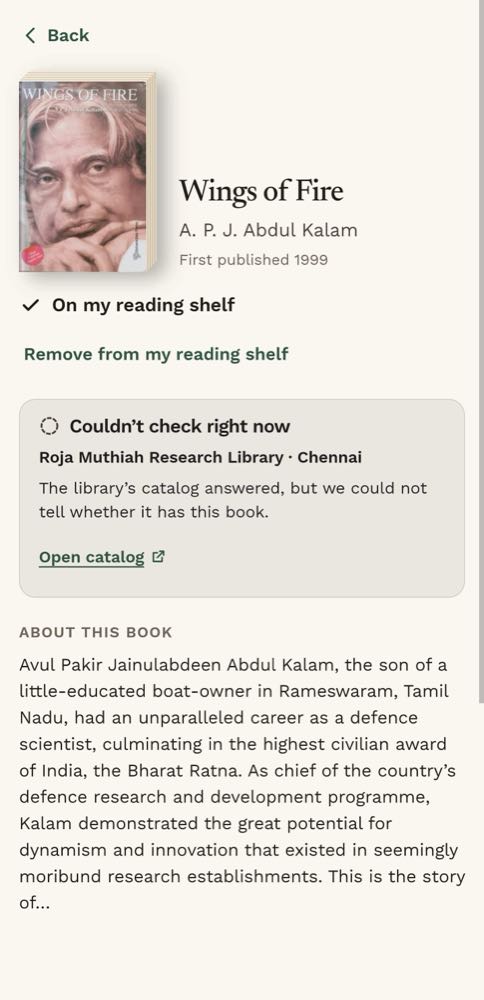 Back
WINGS OF FIRE
Wings of Fire
A. P. J. Abdul Kalam
First published 1999
On my reading shelf
Remove from my reading shelf
Couldn’t check right now
Roja Muthiah Research Library · Chennai
The library’s catalog answered, but we could not
tell whether it has this book.
Open catalog
ABOUT THIS BOOK
Avul Pakir Jainulabdeen Abdul Kalam, the son of a
little-educated boat-owner in Rameswaram, Tamil
Nadu, had an unparalleled career as a defence
scientist, culminating in the highest civilian award
of India, the Bharat Ratna. As chief of the country’s
defence research and development programme,
Kalam demonstrated the great potential for
dynamism and innovation that existed in seemingly
moribund research establishments. This is the story
of...